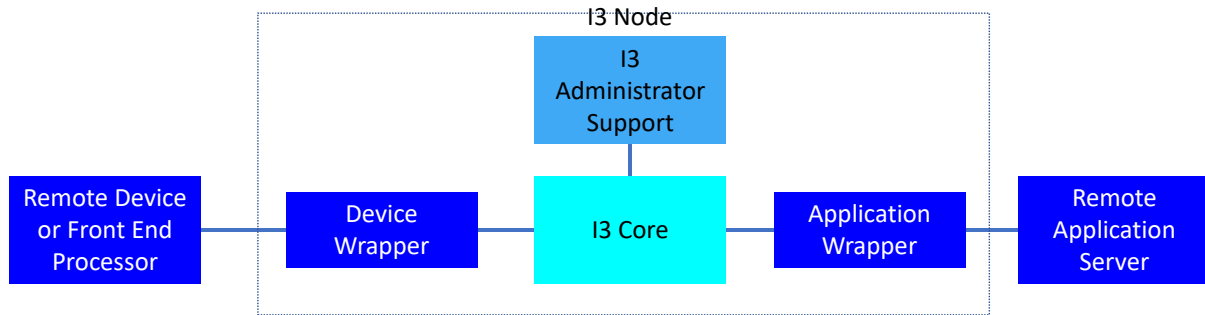 I3 Node
I3
Administrator
Support
Remote Device
or Front End
Processor
Device
Wrapper
I3 Core
Application
Wrapper
Remote
Application
Server